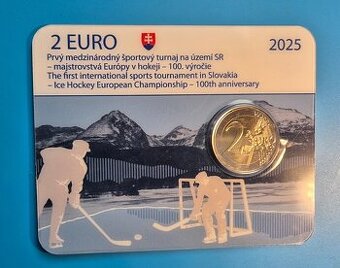 2 EURO
2025
Prvý medzinárodný športový turnaj na území SR
– majstrovstvá Európy v hokeji – 100. výročie
The first international sports tournament in Slovakia
– Ice Hockey European Championship – 100th anniversary
2